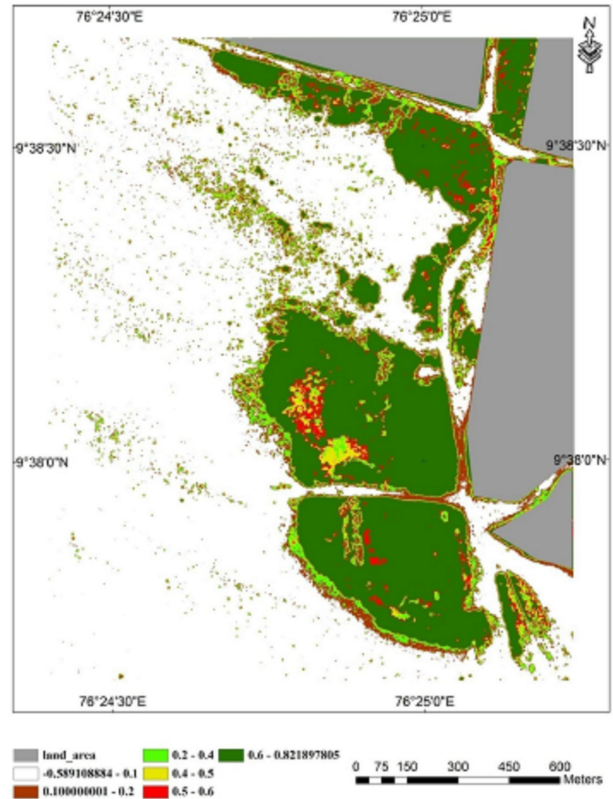 76°24'30"E 76°25'0"E
N
9°38'30"N 9°38'30"N
9°38'0"N 9°38'0"N
76°24'30"E 76°25'0"E
land_area 0.2 - 0.4 0.6 - 0.821897805
-0.589108884 - 0.1 0.4 - 0.5
0.100000001 - 0.2 0.5 - 0.6
0 75 150 300 450 600
Meters